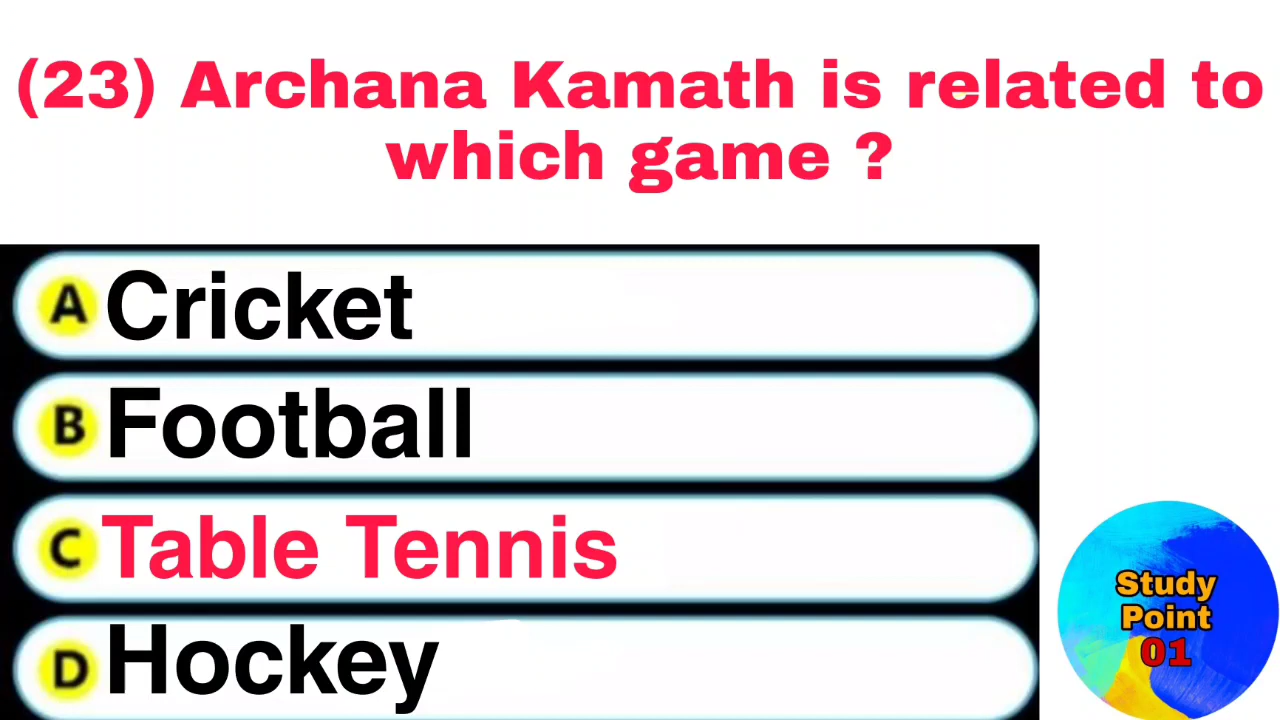 (23) Archana Kamath is related to
which game ?
A Cricket
B Football
C Table Tennis
D Hockey
Study
Point
01